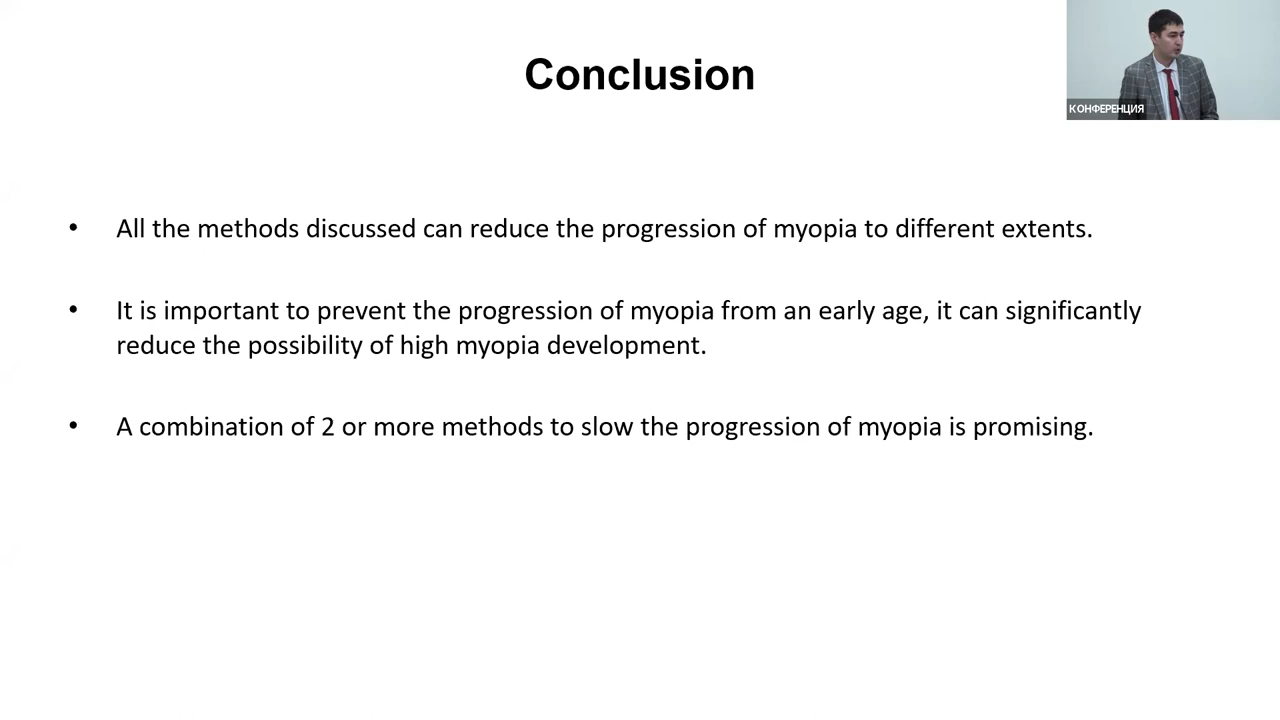 Conclusion
КОНФЕРЕНЦИЯ
• All the methods discussed can reduce the progression of myopia to different extents.
• It is important to prevent the progression of myopia from an early age, it can significantly
reduce the possibility of high myopia development.
• A combination of 2 or more methods to slow the progression of myopia is promising.